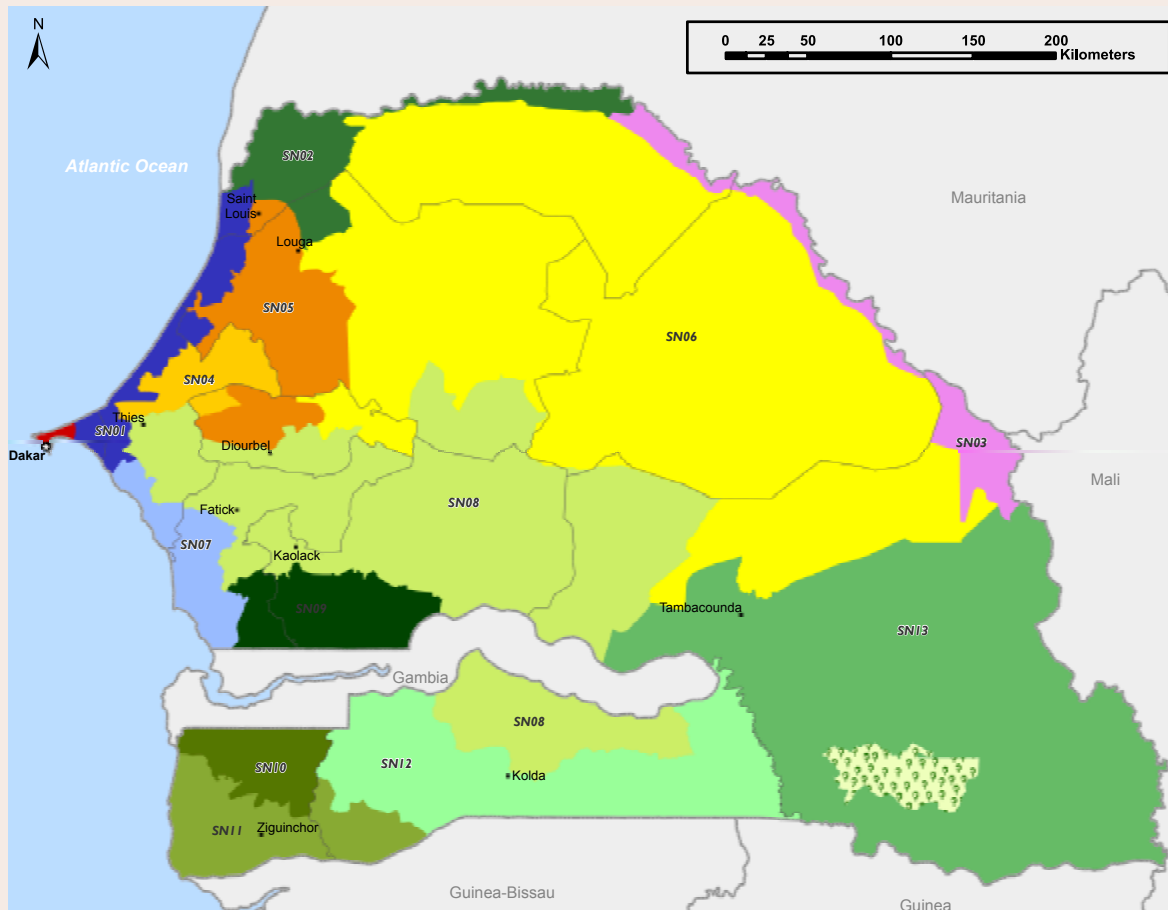 N
0 25 50 100 150 200
Kilometers
Atlantic Ocean
SN02
Mauritania
Saint
Louis
Louga
SN05
SN06
SN04
Thies
SN01
Dakar
Diourbel
SN03
Mali
Fatick
SN08
SN07
Kaolack
SN09
Tambacounda
SN13
Gambia
SN08
SN10
SN12
Kolda
SN11
Ziguinchor
Guinea-Bissau
Guinea